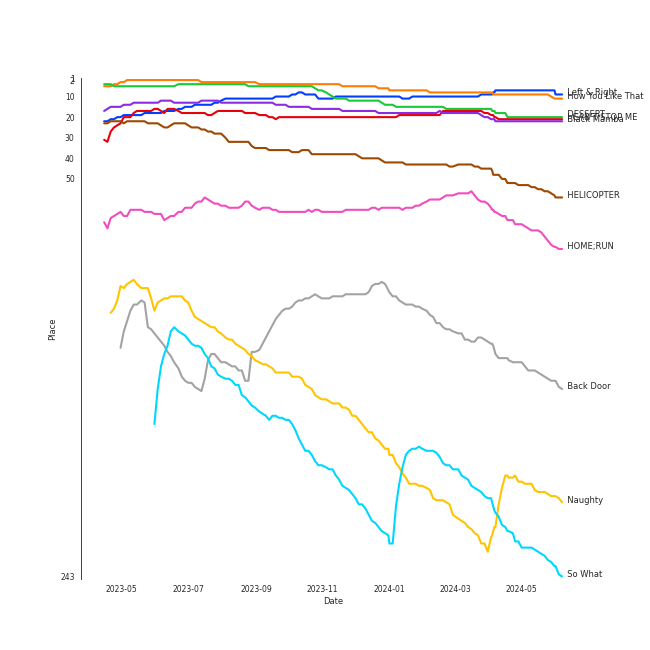 1
2
10
20
30
40
50
243
Place
Left & Right
How You Like That
DESSERT
Black Mamba
HELICOPTER
HOME;RUN
Back Door
Naughty
So What
2023-05
2023-07
2023-09
2023-11
2024-01
2024-03
2024-05
Date